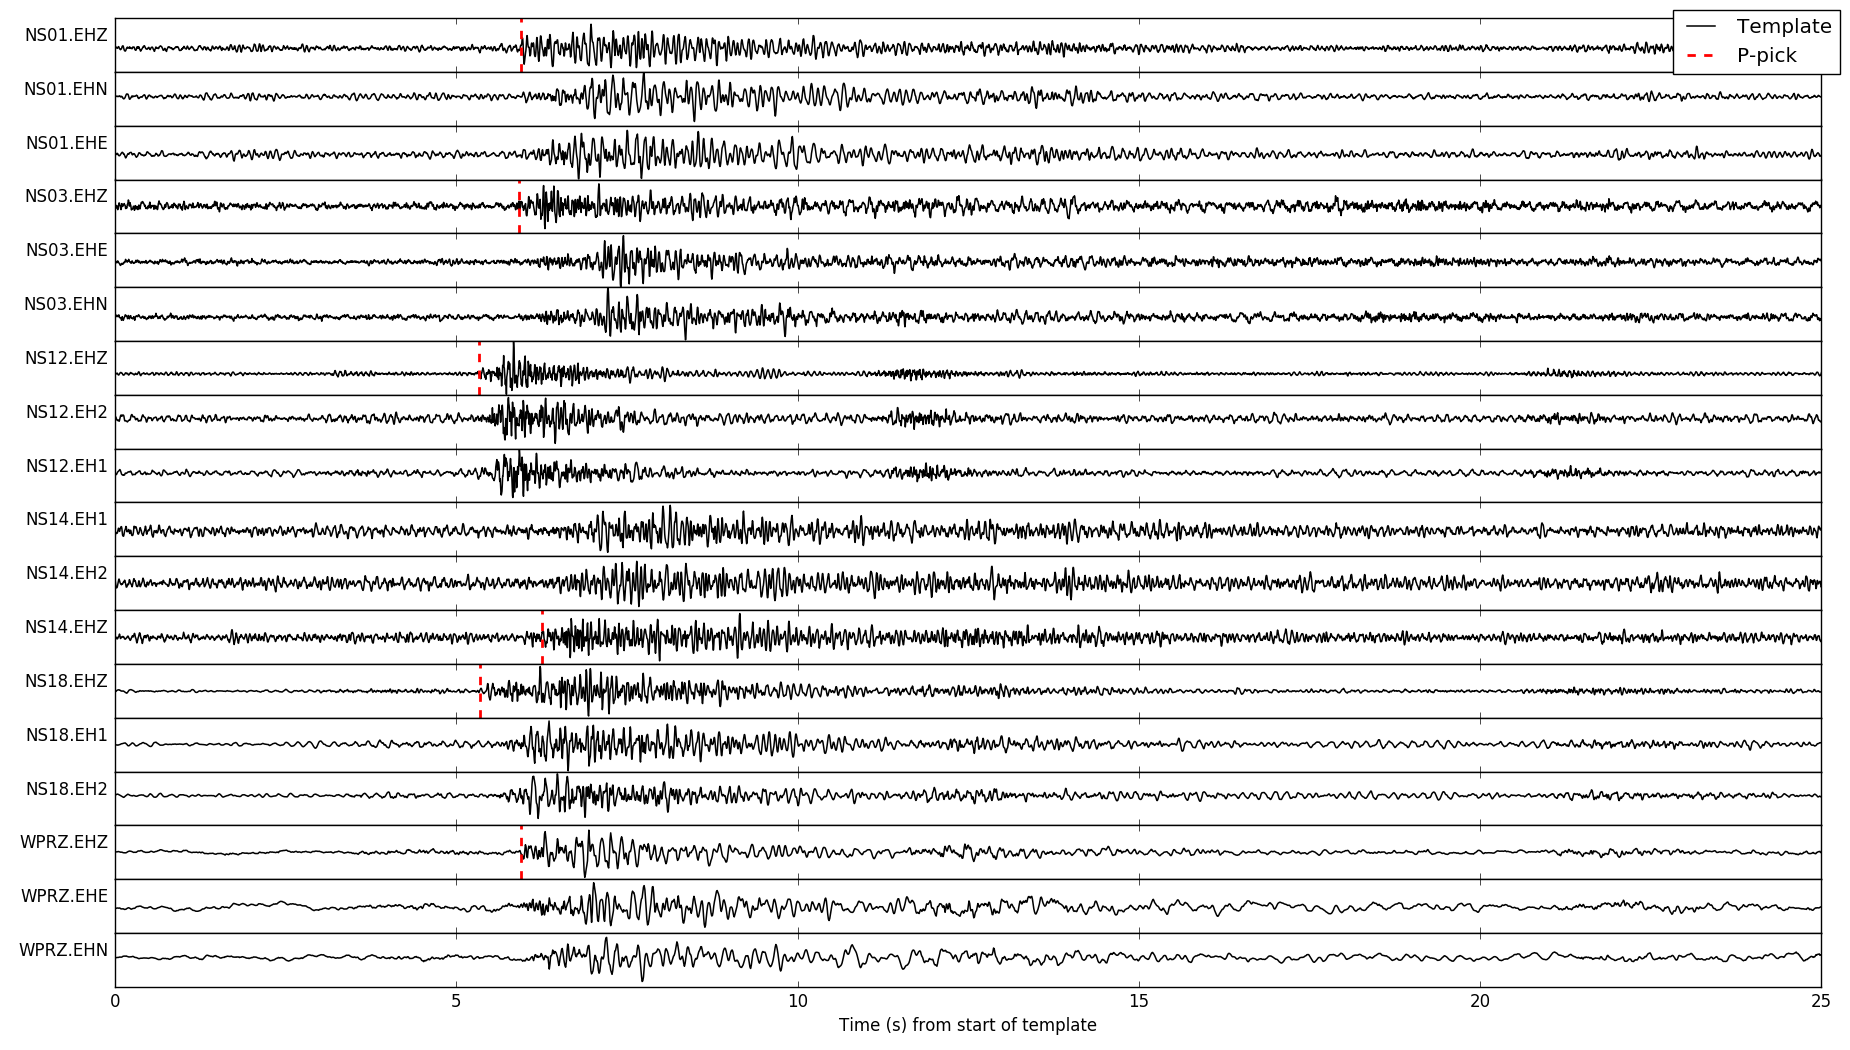 Template
P-pick
NS01.EHZ
NS01.EHN
NS01.EHE
NS03.EHZ
NS03.EHE
NS03.EHN
NS12.EHZ
NS12.EH2
NS12.EH1
NS14.EH1
NS14.EH2
NS14.EHZ
NS18.EHZ
NS18.EH1
NS18.EH2
WPRZ.EHZ
WPRZ.EHE
WPRZ.EHN
0 5 10 15 20 25
Time (s) from start of template